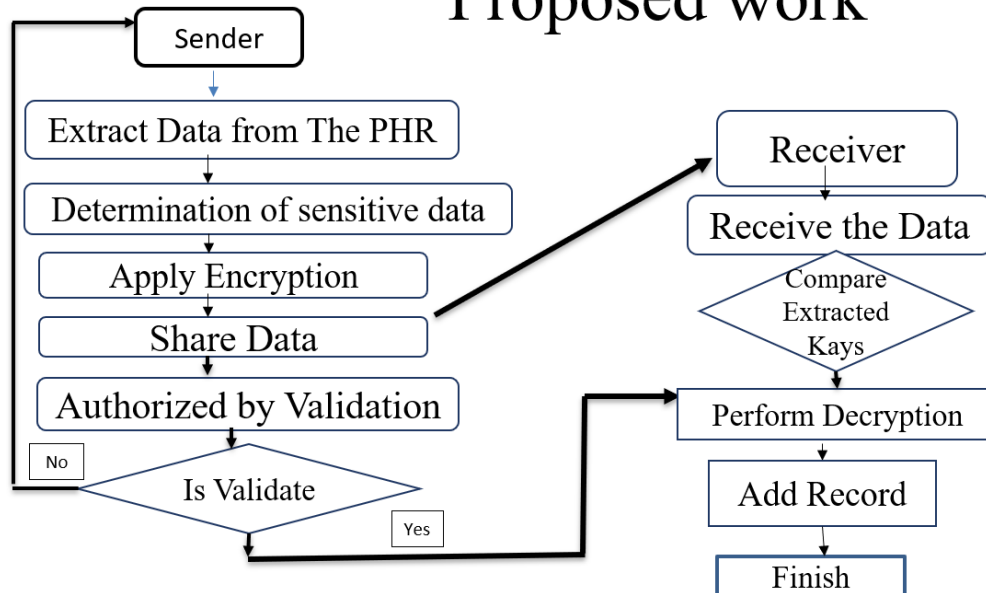 Proposed work
Sender
Extract Data from The PHR
Determination of sensitive data
Apply Encryption
Share Data
Authorized by Validation
No
Is Validate
Yes
Receiver
Receive the Data
Compare
Extracted
Kays
Perform Decryption
Add Record
Finish